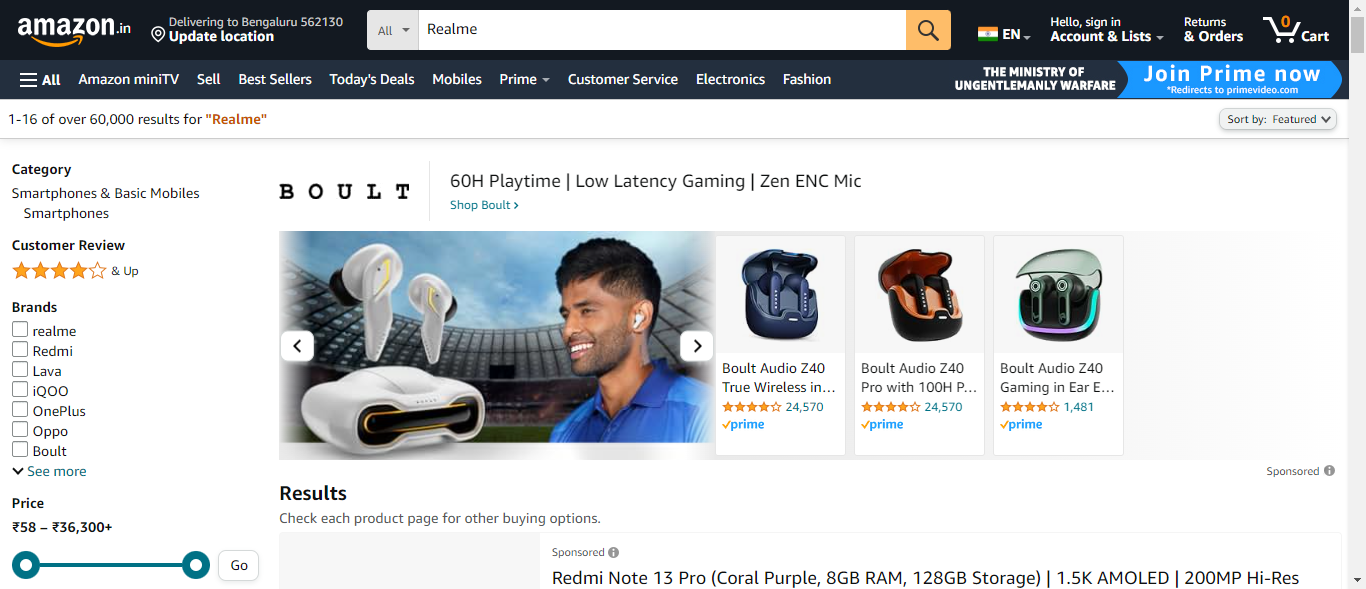 amazon.in
Delivering to Bengaluru 562130
Update location
All
Realme
EN
Hello, sign in
Account & Lists
Returns
& Orders
0
Cart
All
Amazon miniTV
Sell
Best Sellers
Today's Deals
Mobiles
Prime
Customer Service
Electronics
Fashion
THE MINISTRY OF
UNGENTLEMANLY WARFARE
Join Prime now
*Redirects to primevideo.com
1-16 of over 60,000 results for "Realme"
Sort by: Featured
Category
Smartphones & Basic Mobiles
Smartphones
Customer Review
& Up
Brands
realme
Redmi
Lava
iQOO
OnePlus
Oppo
Boult
See more
Price
₹58 – ₹36,300+
Go
BOULT
60H Playtime | Low Latency Gaming | Zen ENC Mic
Shop Boult ›
Boult Audio Z40
True Wireless in...
24,570
prime
Boult Audio Z40
Pro with 100H P...
24,570
prime
Boult Audio Z40
Gaming in Ear E...
1,481
prime
Sponsored
Results
Check each product page for other buying options.
Sponsored
Redmi Note 13 Pro (Coral Purple, 8GB RAM, 128GB Storage) | 1.5K AMOLED | 200MP Hi-Res